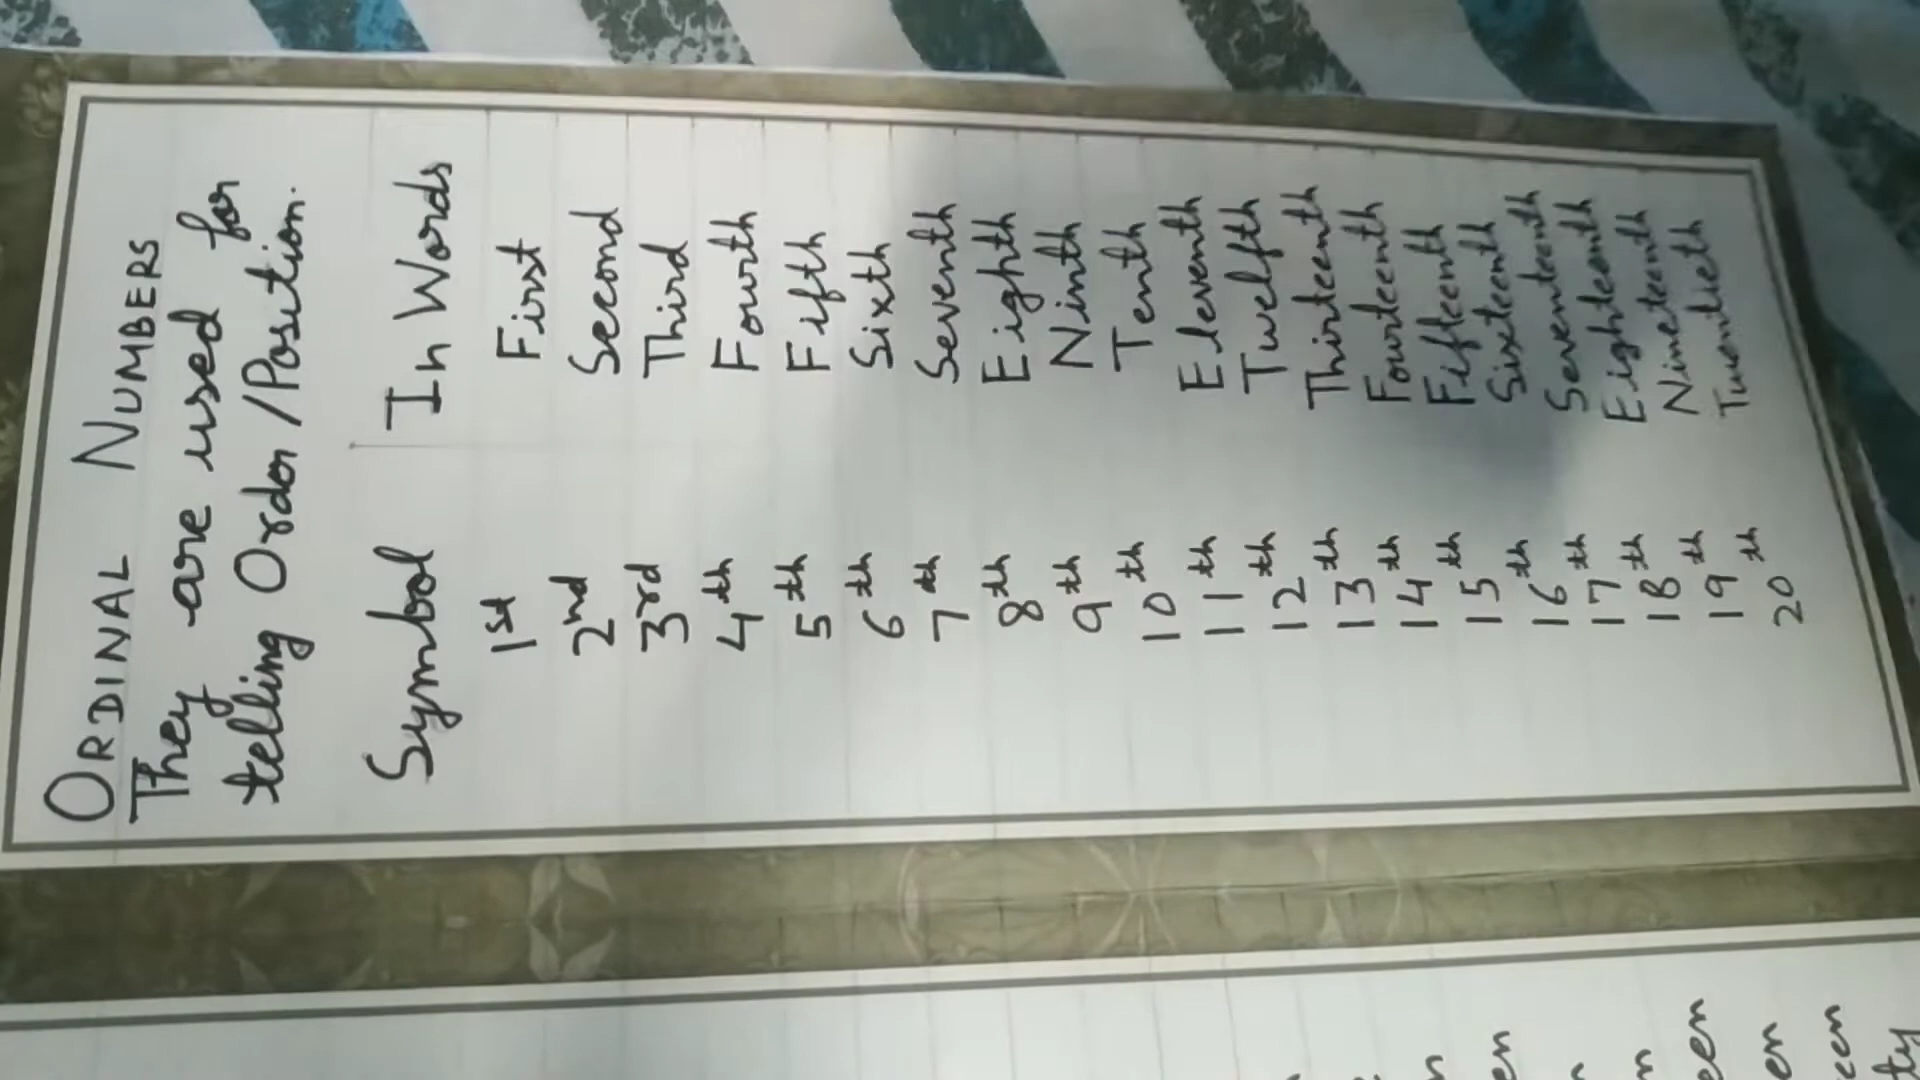 ORDINAL NUMBERS
They are used for
telling Order/Position.
Symbol In Words
1st First
2nd Second
3rd Third
4th Fourth
5th Fifth
6th Sixth
7th Seventh
8th Eighth
9th Ninth
10th Tenth
11th Eleventh
12th Twelfth
13th Thirteenth
14th Fourteenth
15th Fifteenth
16th Sixteenth
17th Seventeenth
18th Eighteenth
19th Nineteenth
20th Twentieth